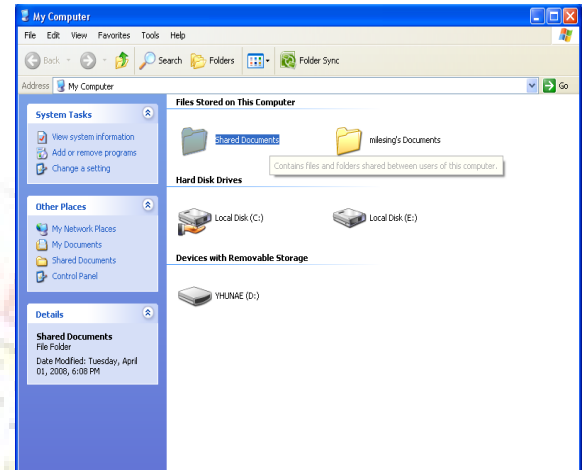 My Computer
File Edit View Favorites Tools Help
Back Search Folders Folder Sync
Address My Computer Go
System Tasks
View system information
Add or remove programs
Change a setting
Other Places
My Network Places
My Documents
Shared Documents
Control Panel
Details
Shared Documents
File Folder
Date Modified: Tuesday, April
01, 2008, 6:08 PM
Files Stored on This Computer
Shared Documents milesing's Documents
Contains files and folders shared between users of this computer.
Hard Disk Drives
Local Disk (C:) Local Disk (E:)
Devices with Removable Storage
YHUNAE (D:)